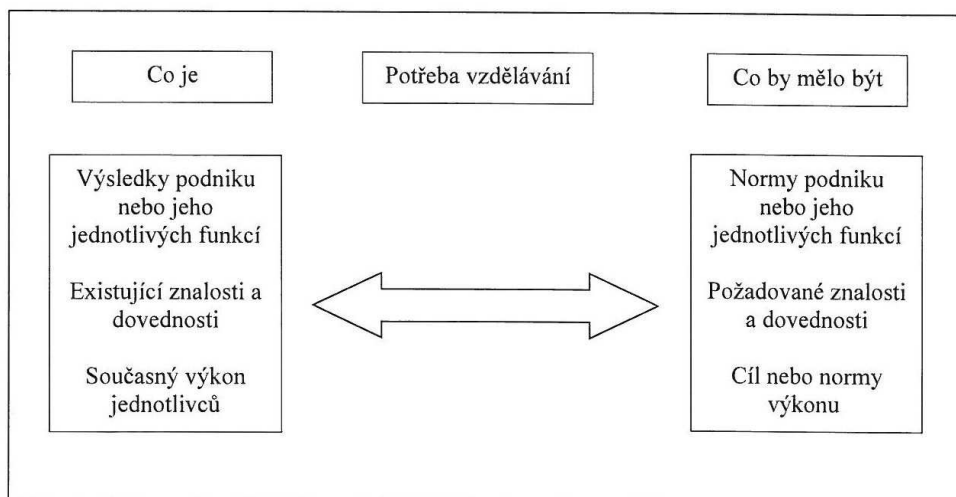 Co je
Potřeba vzdělávání
Co by mělo být
Výsledky podniku
nebo jeho
jednotlivých funkcí
Existující znalosti a
dovednosti
Současný výkon
jednotlivců
Normy podniku
nebo jeho
jednotlivých funkcí
Požadované znalosti
a dovednosti
Cíl nebo normy
výkonu